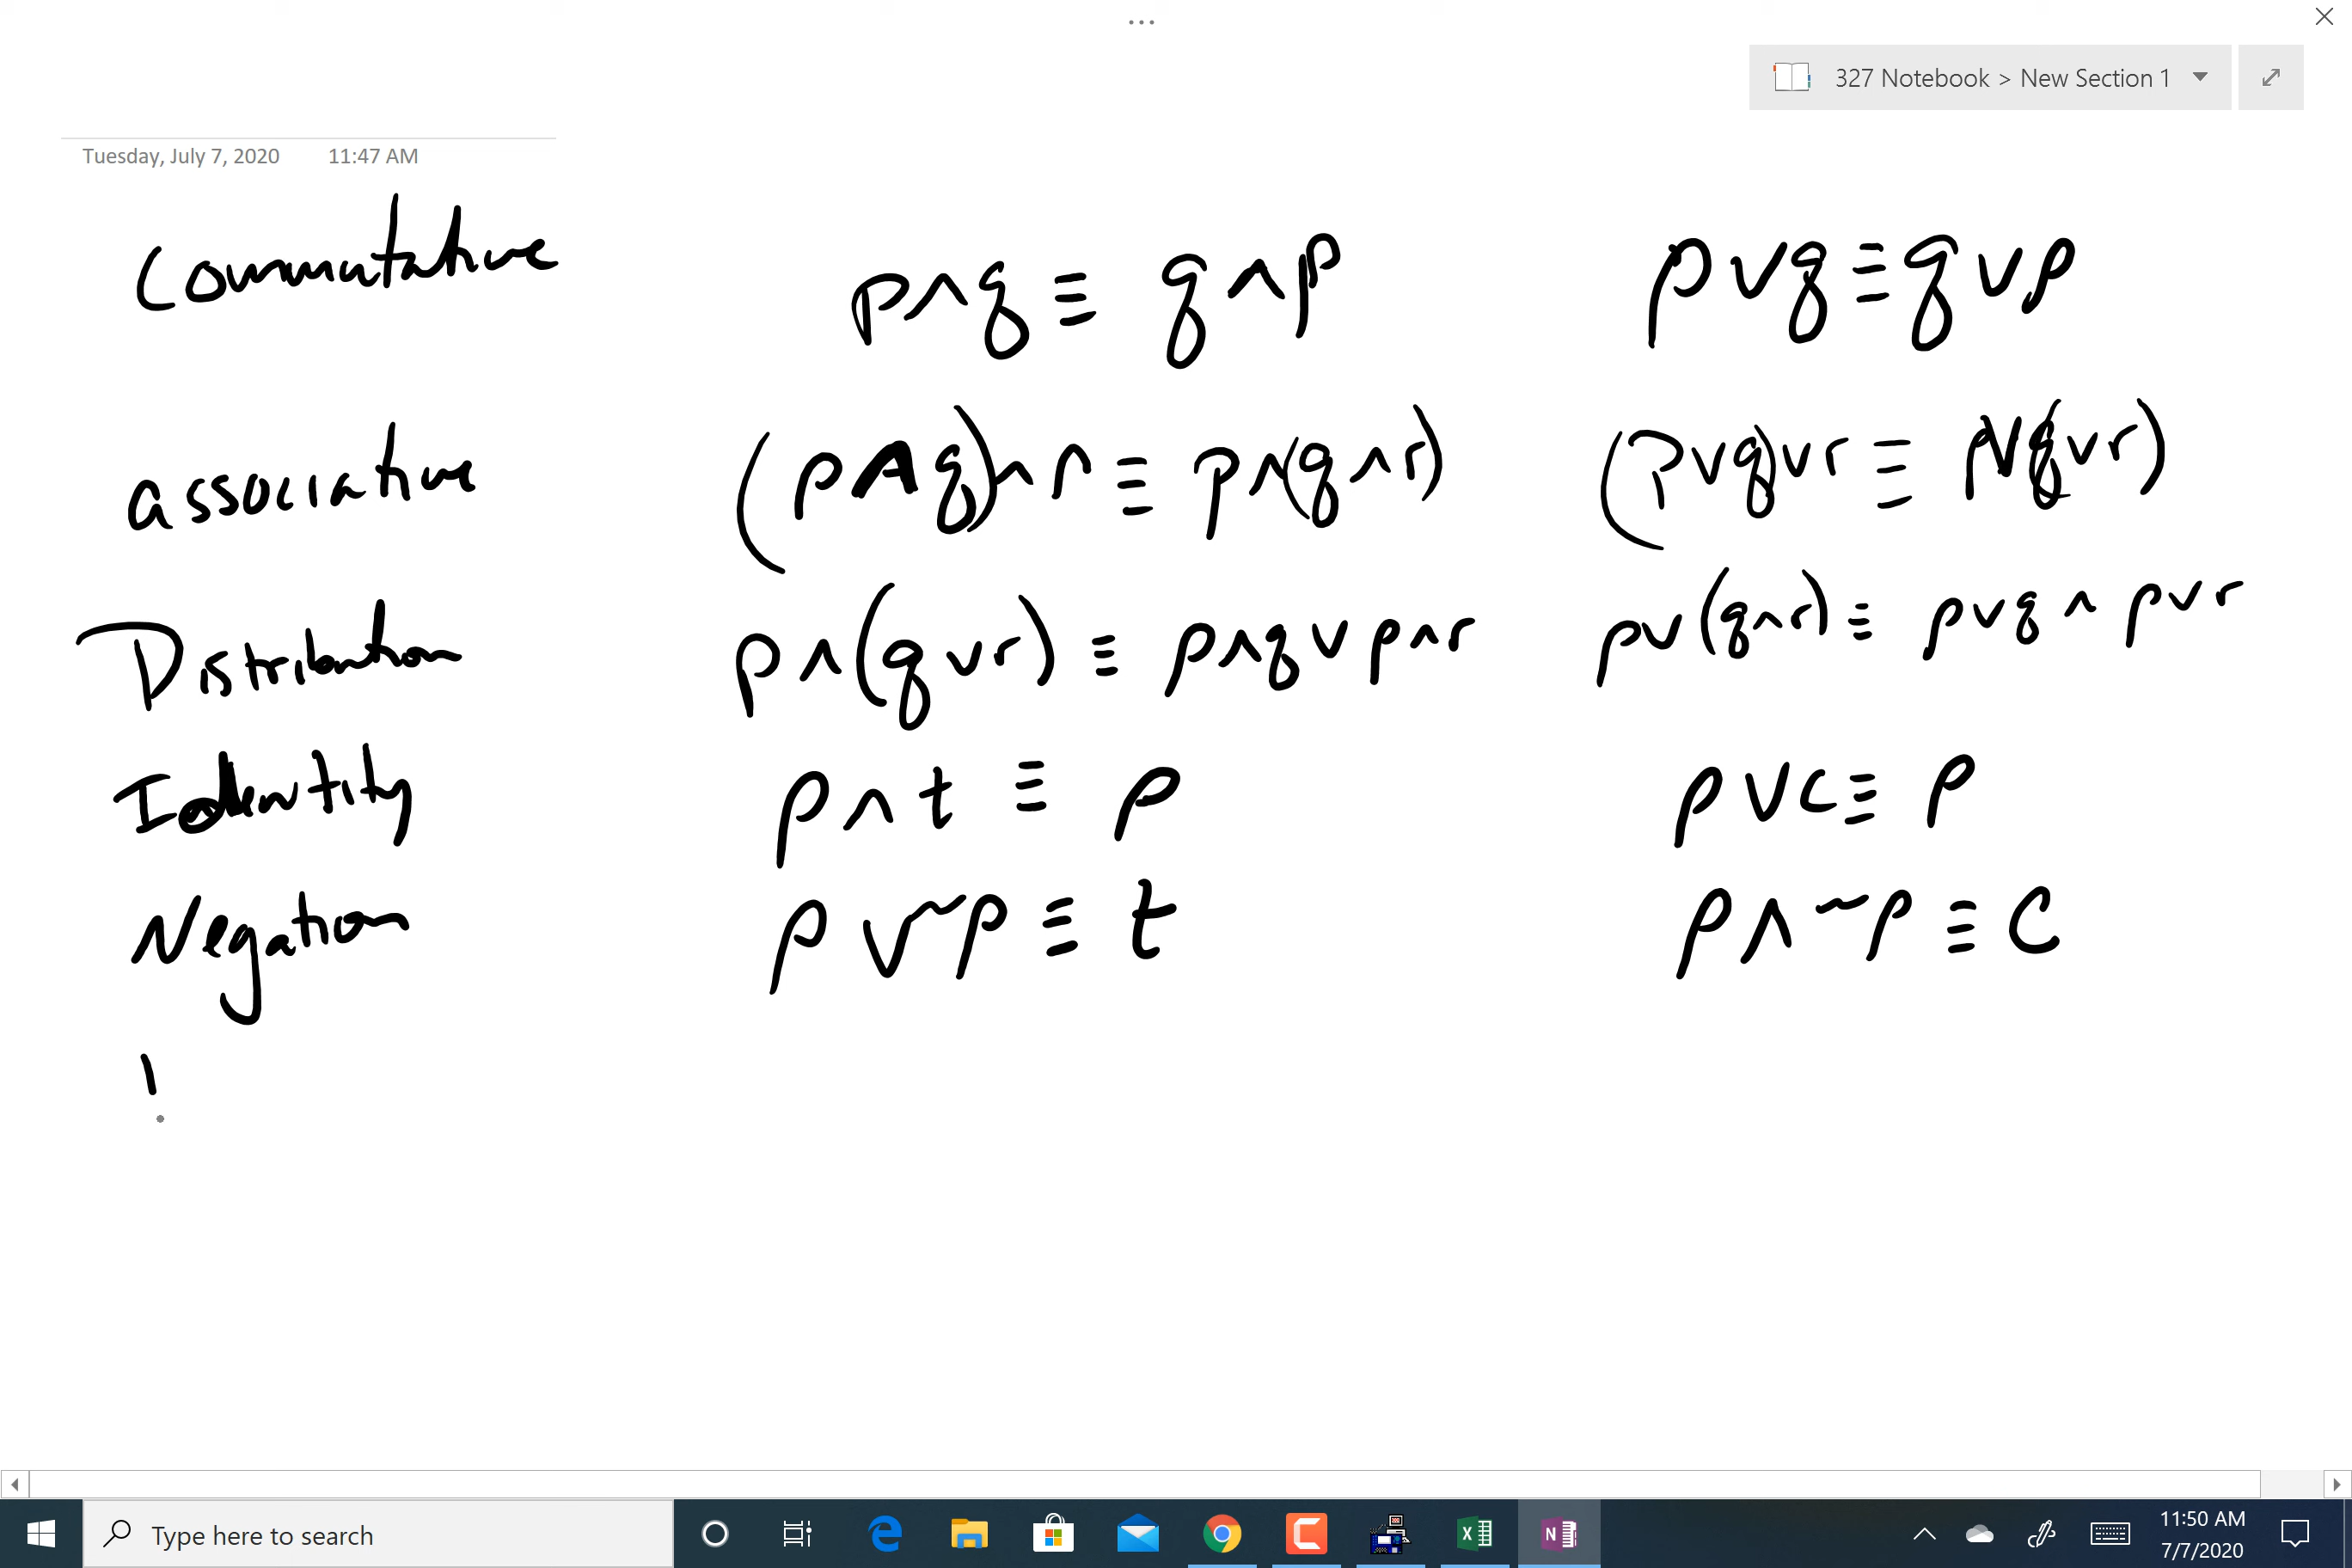 327 Notebook > New Section 1
Tuesday, July 7, 2020 11:47 AM
Commutative p∧q ≡ q∧p p∨q ≡ q∨p
associative (p∧q)∧r ≡ p∧(q∧r) (p∨q)∨r ≡ p∨(q∨r)
Distribution p∧(q∨r) ≡ p∧q∨p∧r p∨(q∧r) ≡ p∨q∧p∨r
Identity p∧t ≡ p p∨c ≡ p
Negation p∨~p ≡ t p∧~p ≡ c
Type here to search
11:50 AM
7/7/2020